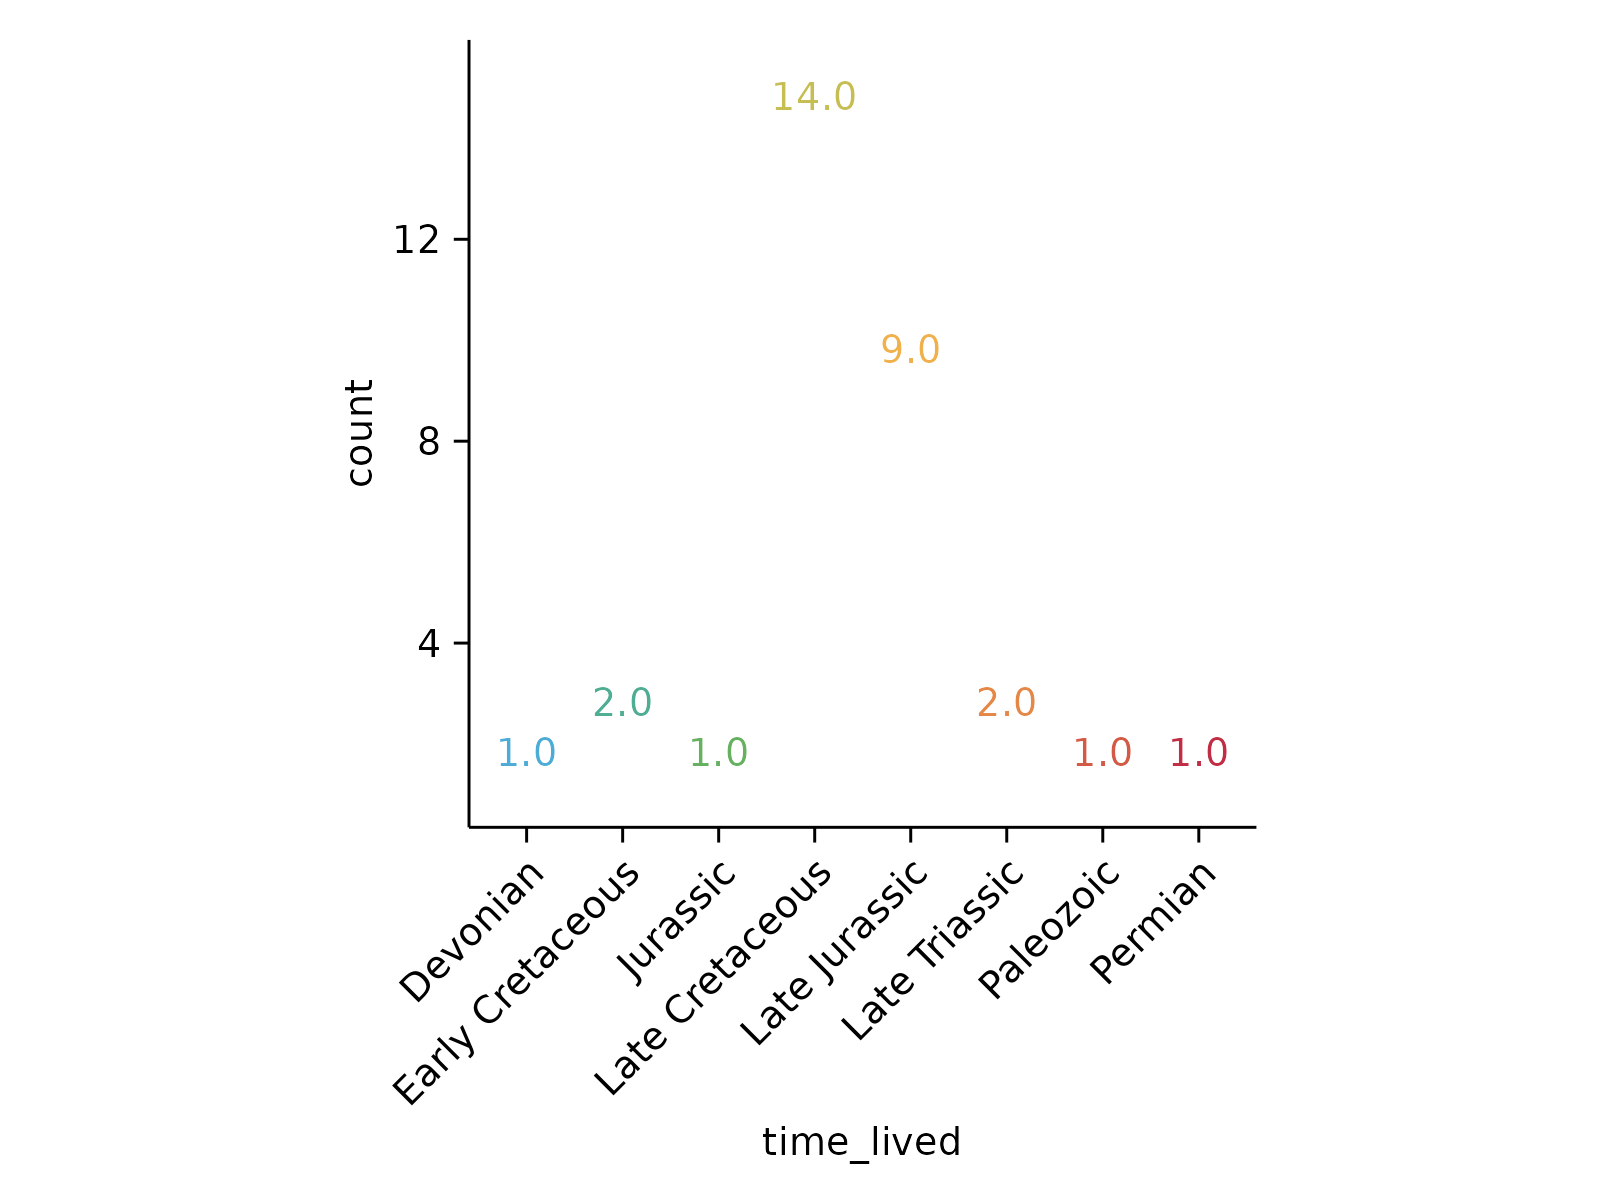 14.0
12
9.0
count
8
4
2.0
2.0
1.0
1.0
1.0
1.0
Devonian
Early Cretaceous
Jurassic
Late Cretaceous
Late Jurassic
Late Triassic
Paleozoic
Permian
time_lived